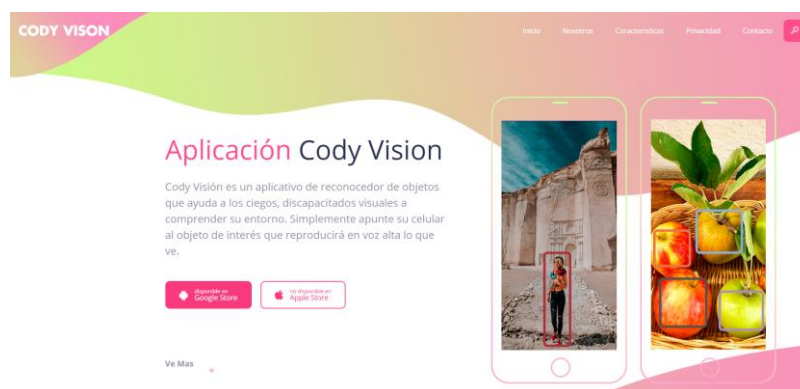 CODY VISON
Inicio Nosotros Caracteristicas Privacidad Contacto
Aplicación Cody Vision
Cody Visión es un aplicativo de reconocedor de objetos
que ayuda a los ciegos, discapacitados visuales a
comprender su entorno. Simplemente apunte su celular
al objeto de interés que reproducirá en voz alta lo que
ve.
disponible en
Google Store
no disponible en
Apple Store
Ve Mas